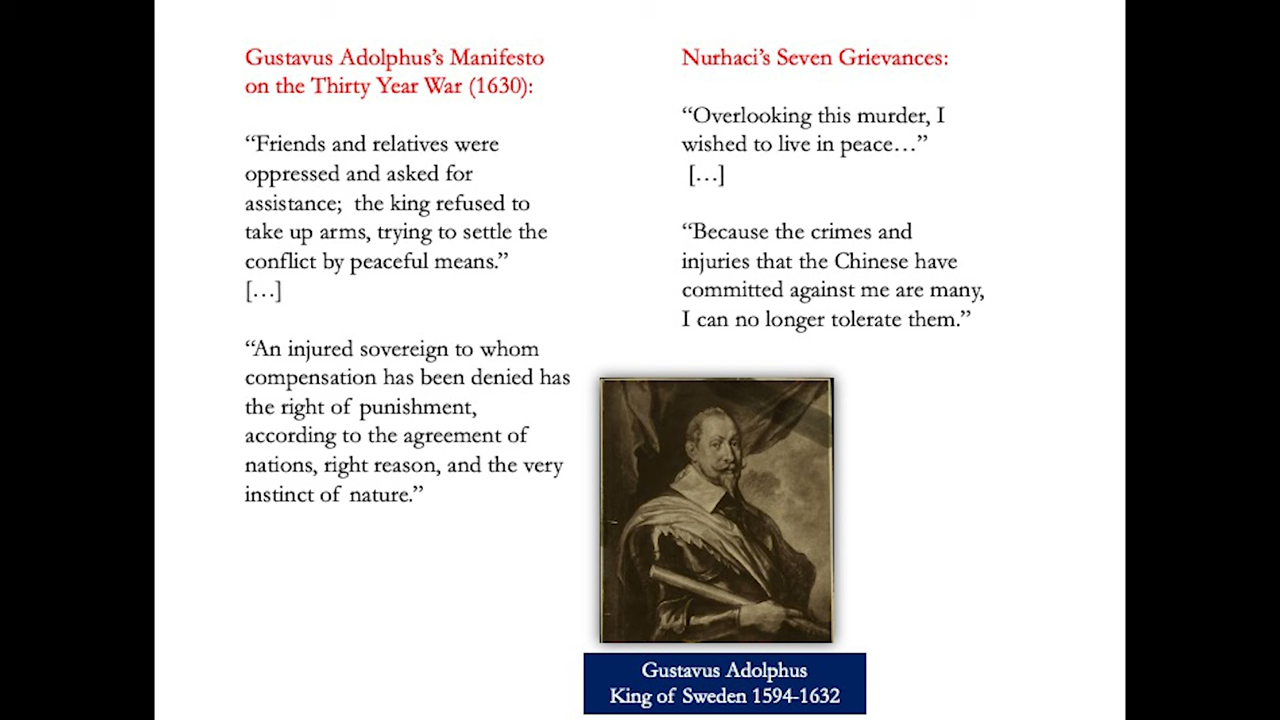 Gustavus Adolphus's Manifesto
on the Thirty Year War (1630):
“Friends and relatives were
oppressed and asked for
assistance;  the king refused to
take up arms, trying to settle the
conflict by peaceful means.”
[…]
“An injured sovereign to whom
compensation has been denied has
the right of punishment,
according to the agreement of
nations, right reason, and the very
instinct of nature.”
Nurhaci’s Seven Grievances:
“Overlooking this murder, I
wished to live in peace…”
[…]
“Because the crimes and
injuries that the Chinese have
committed against me are many,
I can no longer tolerate them.”
Gustavus Adolphus
King of Sweden 1594-1632